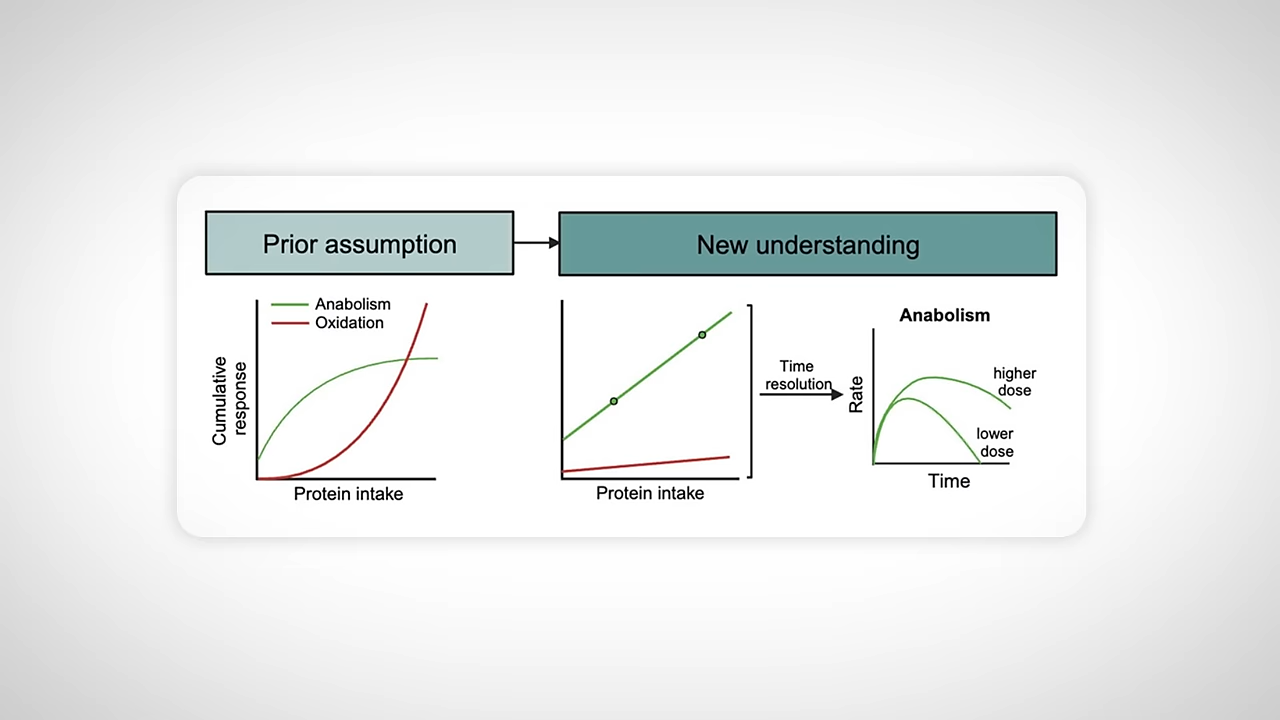 Prior assumption
New understanding
Anabolism
Oxidation
Cumulative
response
Protein intake
Protein intake
Time
resolution
Anabolism
Rate
higher
dose
lower
dose
Time